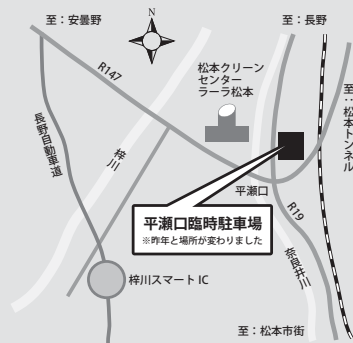 至：安曇野
N
至：長野
R147
松本クリーン
センター
ラーラ松本
至：松本トンネル
長野自動車道
梓川
平瀬口
R19
平瀬口臨時駐車場
※昨年と場所が変わりました
奈良井川
梓川スマートIC
至：松本市街